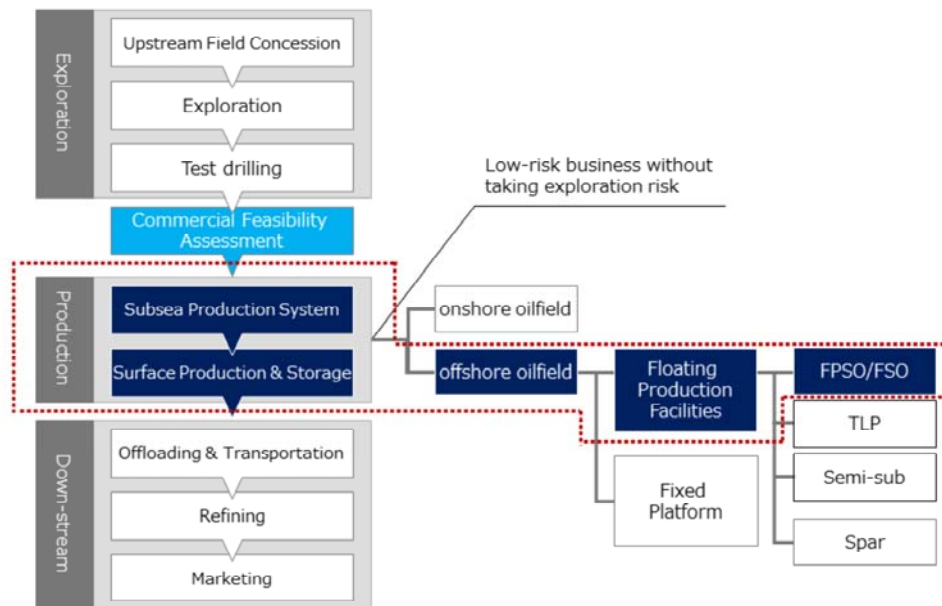 Exploration
Upstream Field Concession
Exploration
Test drilling
Commercial Feasibility
Assessment
Low-risk business without
taking exploration risk
Production
Subsea Production System
Surface Production & Storage
onshore oilfield
offshore oilfield
Floating
Production
Facilities
FPSO/FSO
TLP
Semi-sub
Spar
Fixed
Platform
Down-stream
Offloading & Transportation
Refining
Marketing